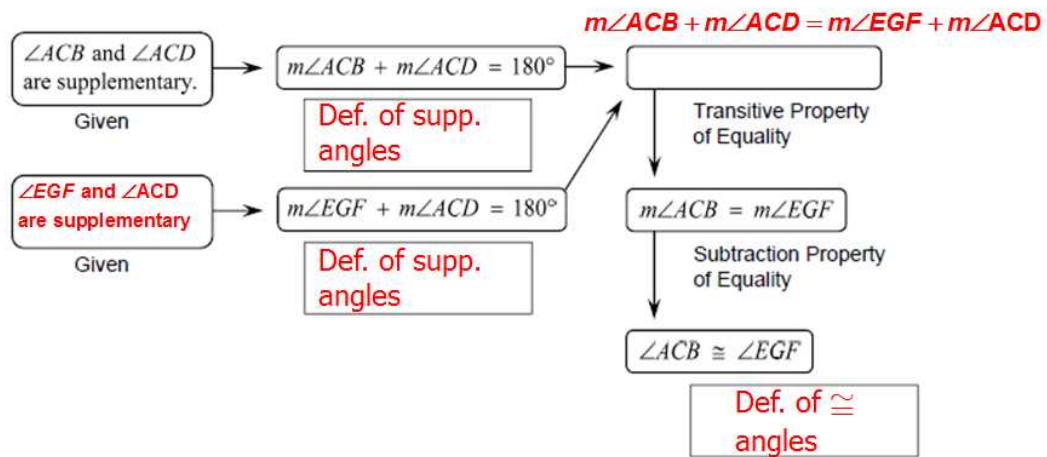 m∠ACB + m∠ACD = m∠EGF + m∠ACD
∠ACB and ∠ACD
are supplementary.
Given
m∠ACB + m∠ACD = 180°
Def. of supp.
angles
Transitive Property
of Equality
∠EGF and ∠ACD
are supplementary
Given
m∠EGF + m∠ACD = 180°
Def. of supp.
angles
m∠ACB = m∠EGF
Subtraction Property
of Equality
∠ACB ≅ ∠EGF
Def. of ≅
angles